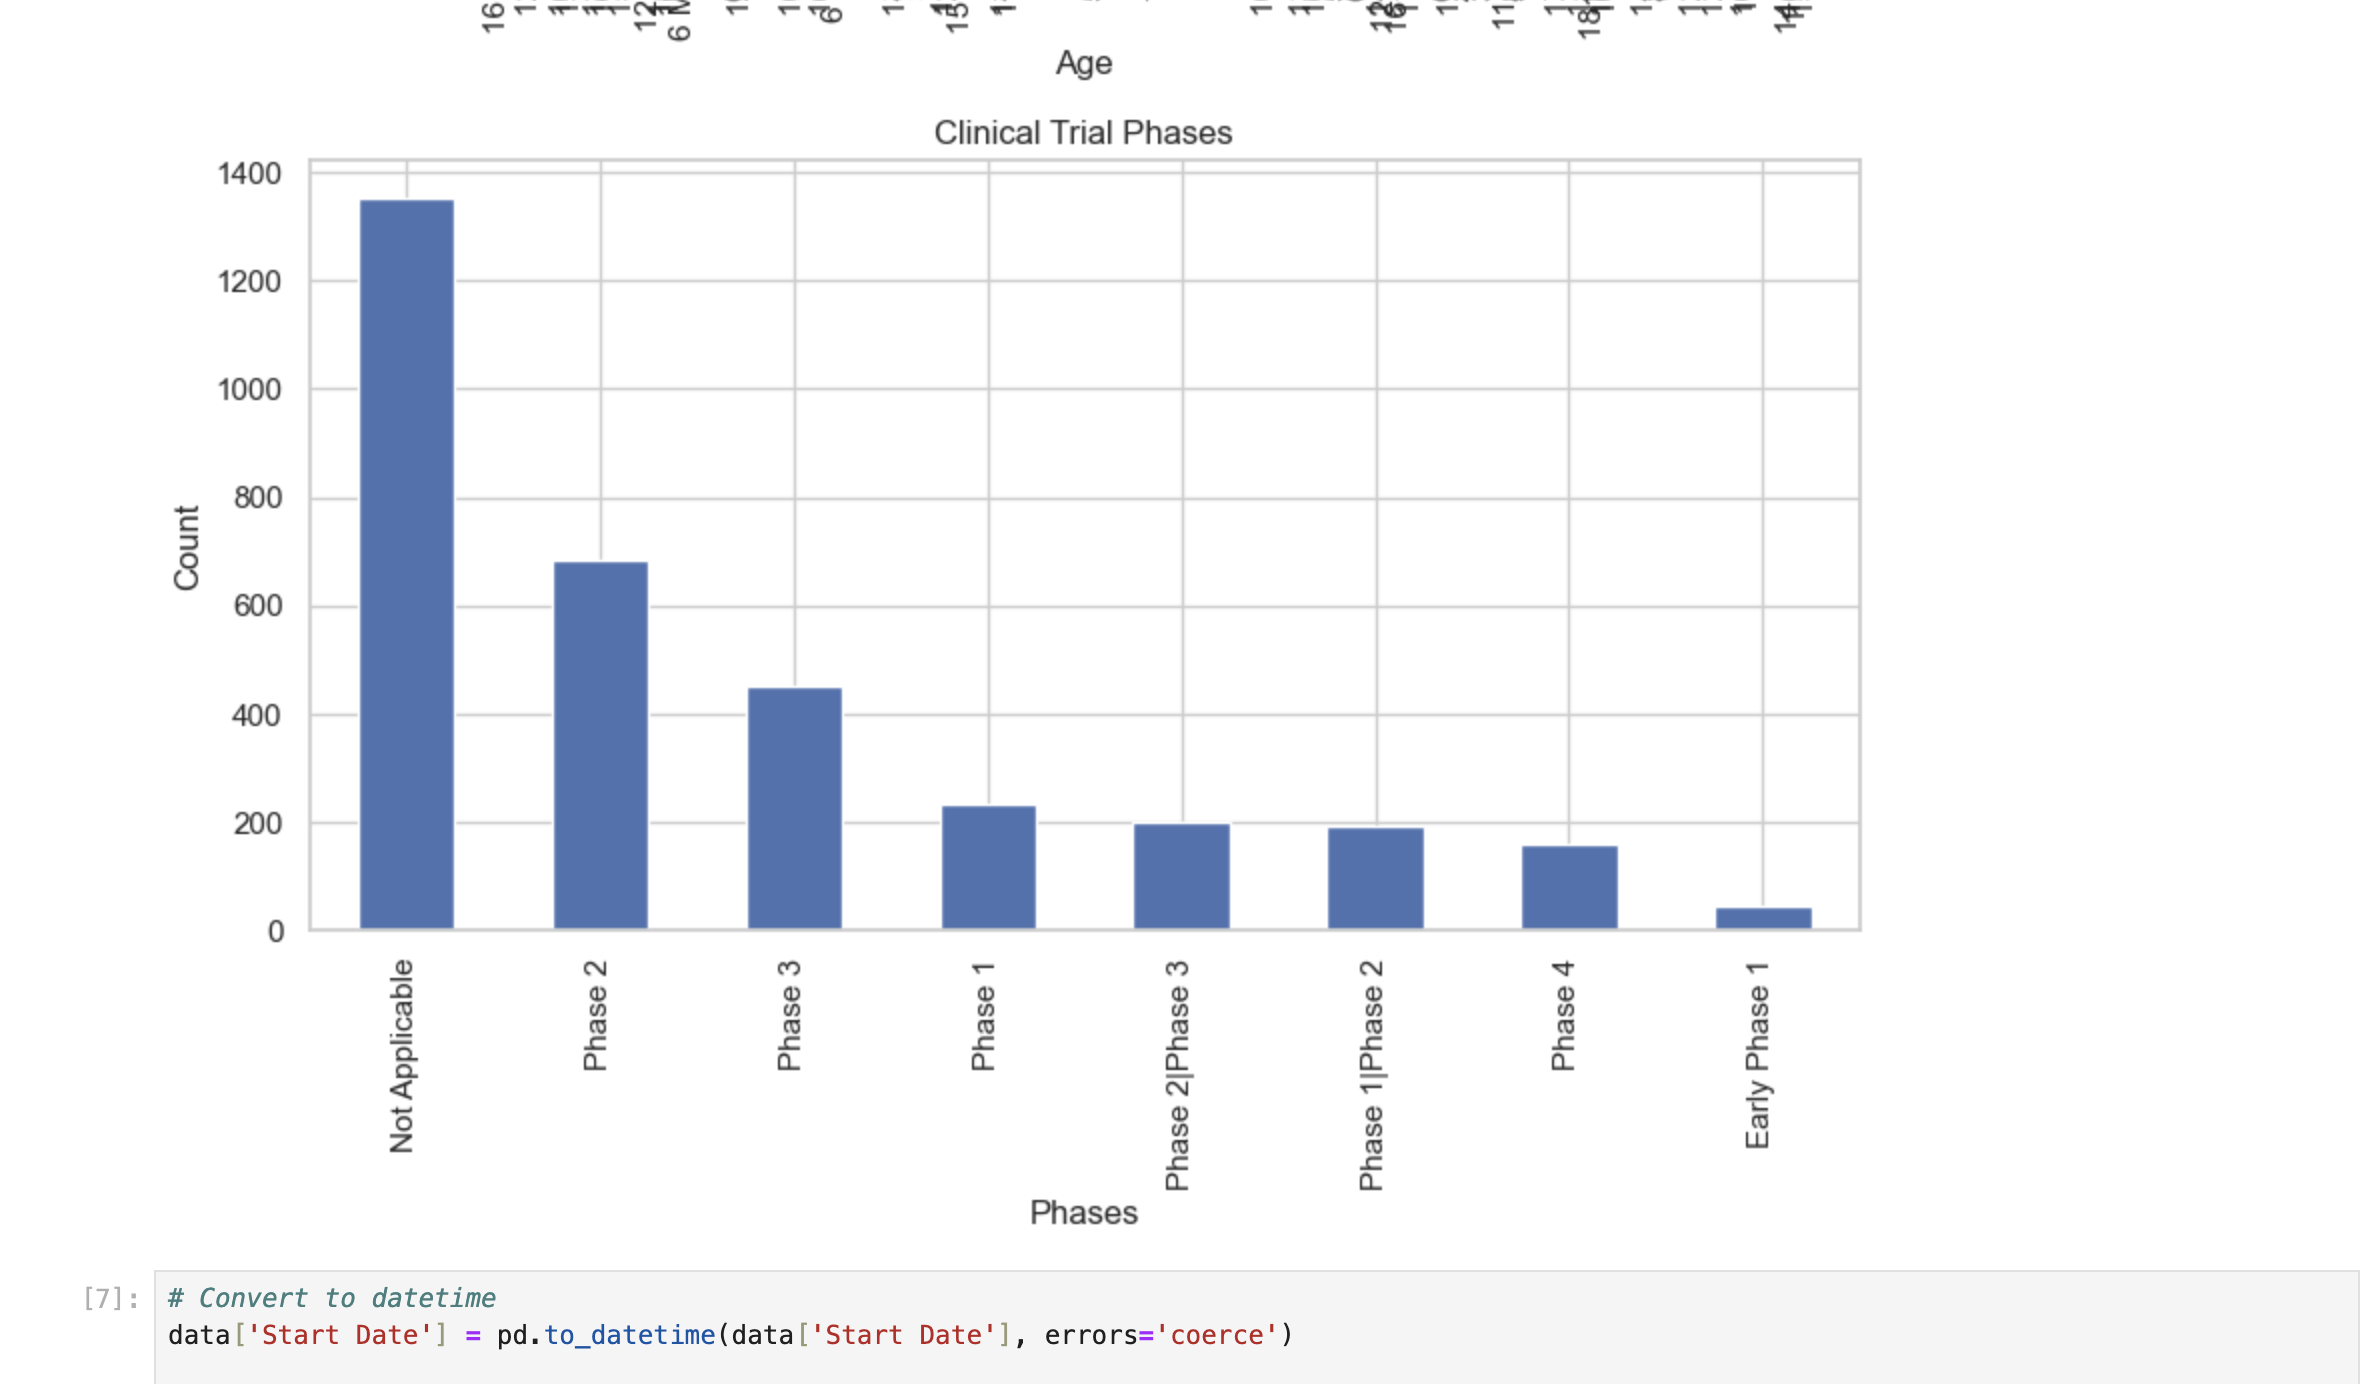 Age
Clinical Trial Phases
1400
1200
1000
800
600
400
200
0
Count
Not Applicable
Phase 2
Phase 3
Phase 1
Phase 2|Phase 3
Phase 1|Phase 2
Phase 4
Early Phase 1
Phases
[7]:
# Convert to datetime
data['Start Date'] = pd.to_datetime(data['Start Date'], errors='coerce')